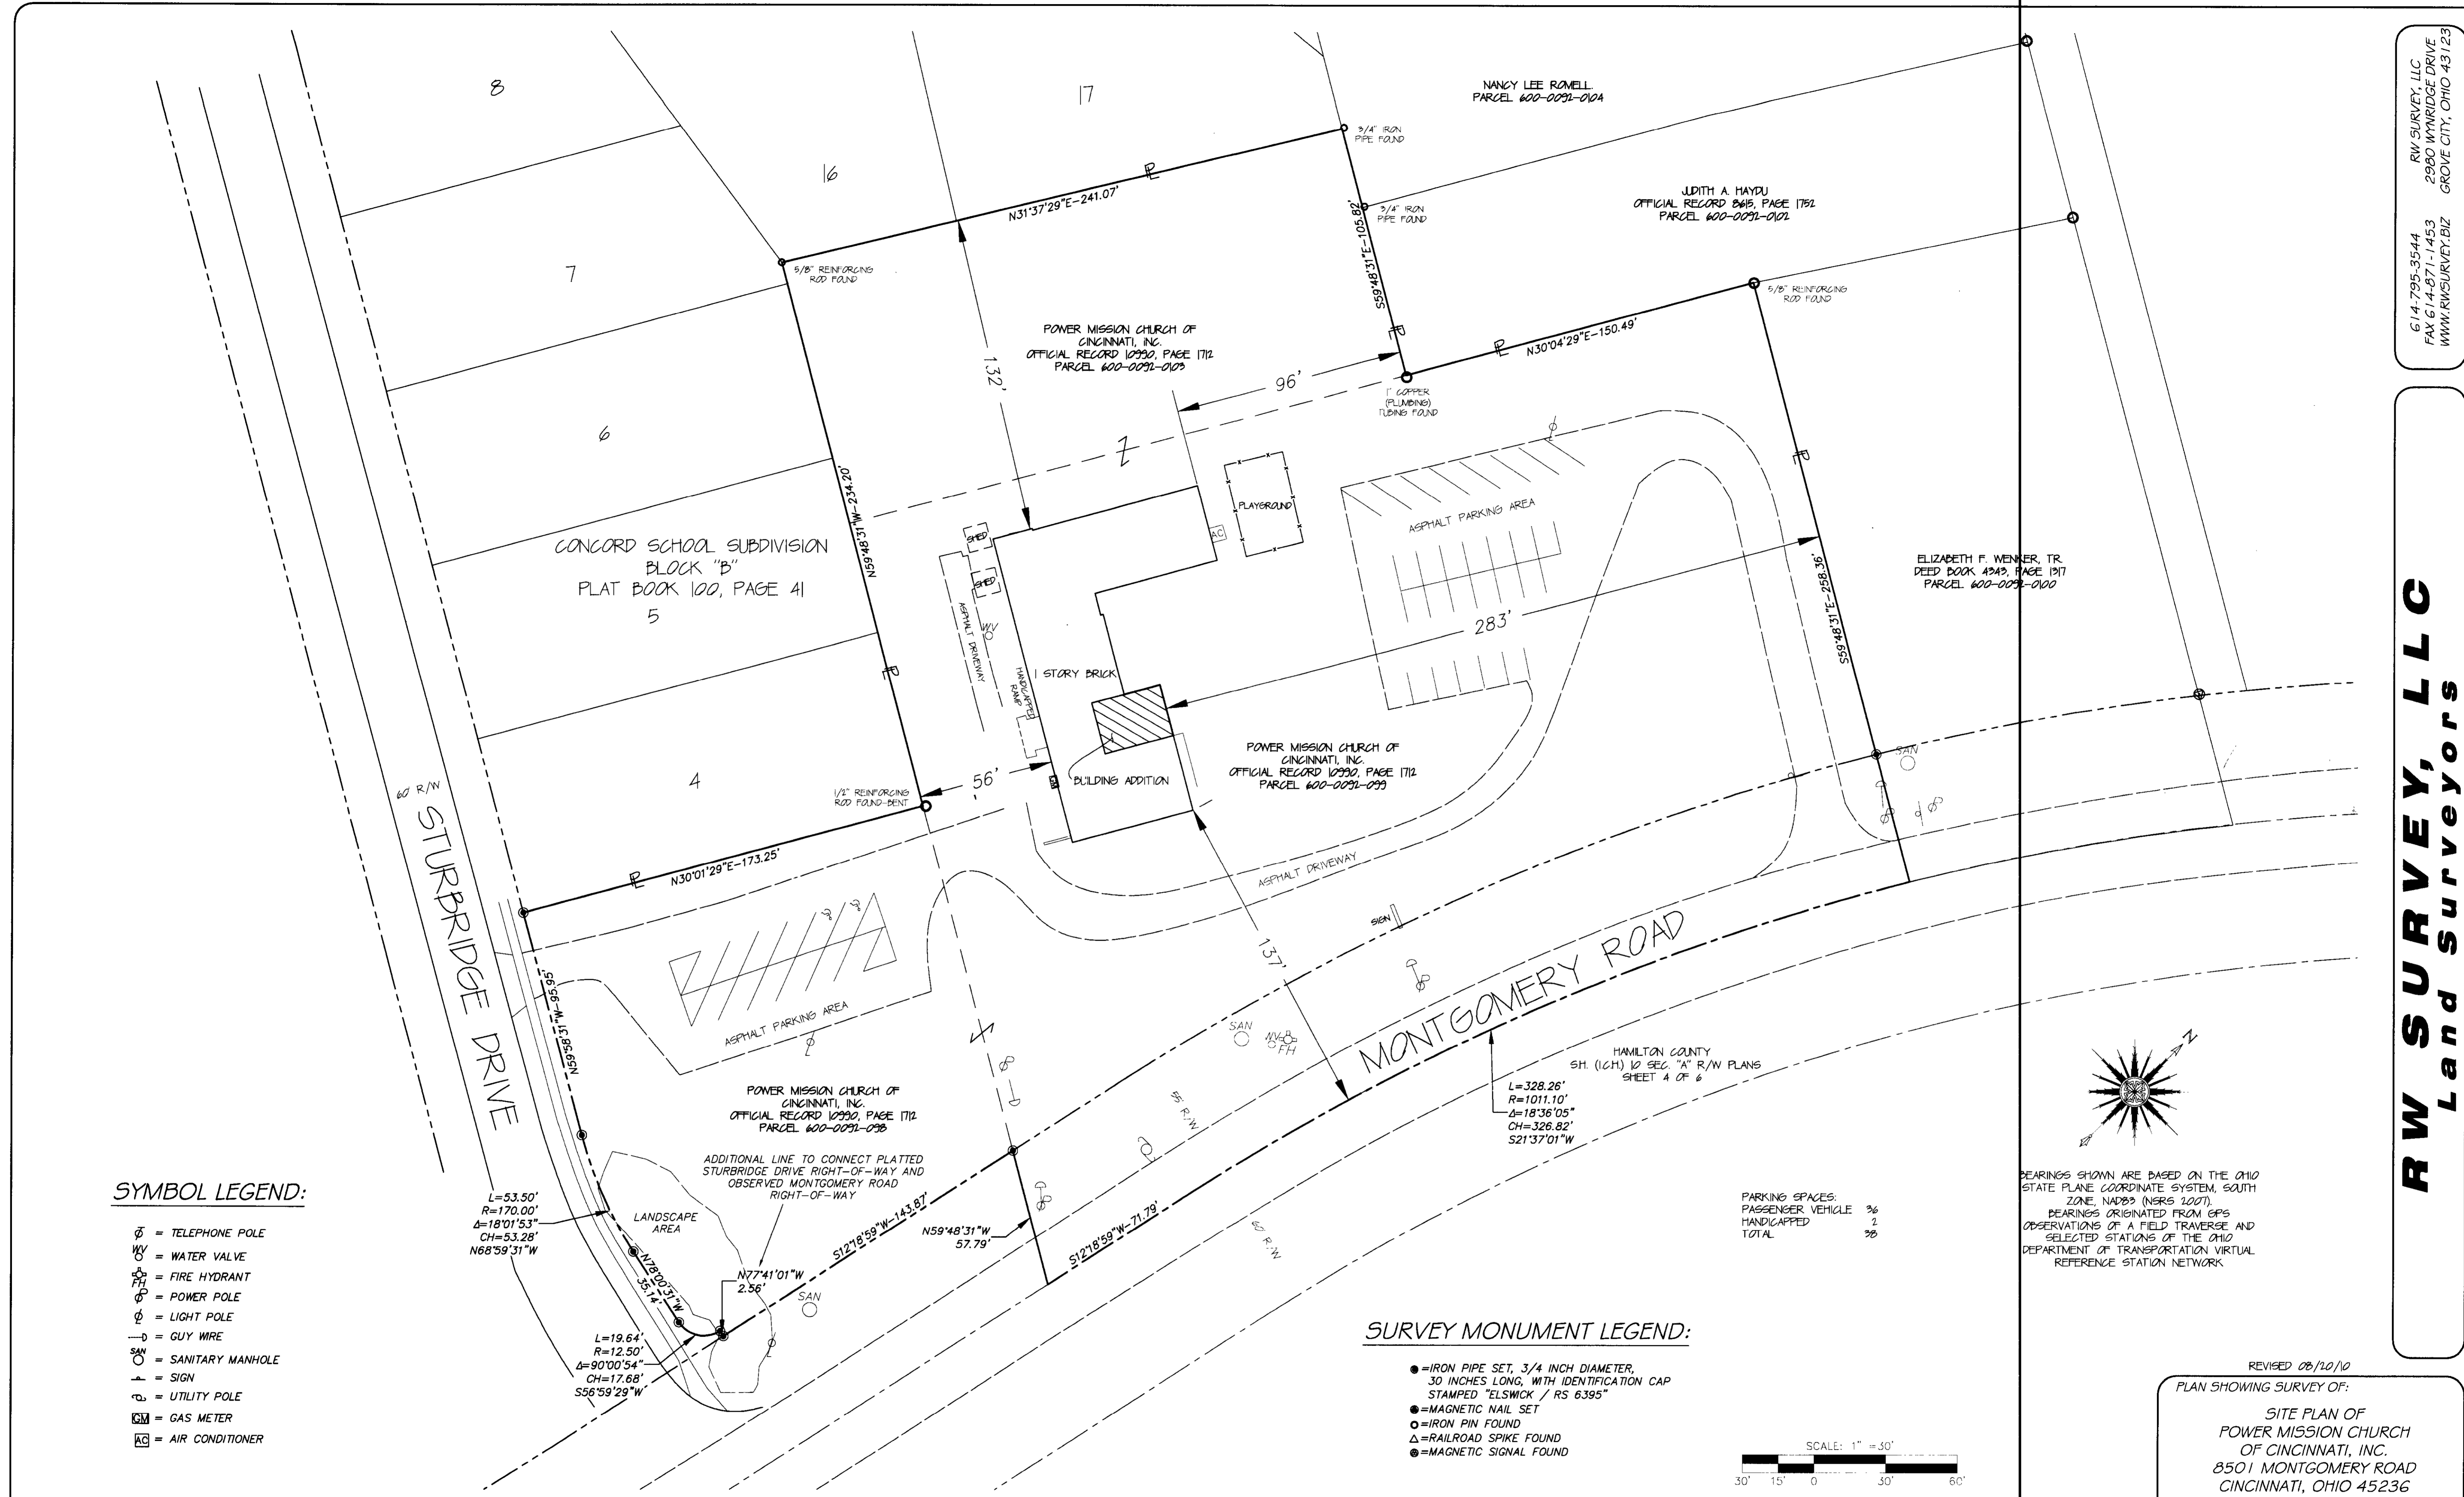 8
17
16
7
6
5
4
NANCY LEE ROWELL
PARCEL 600-0092-0104
3/4" IRON
PIPE FOUND
N31°37'29"E-241.07'
3/4" IRON
PIPE FOUND
S59°48'31"E-105.82'
JUDITH A. HAYDU
OFFICIAL RECORD 8615, PAGE 1752
PARCEL 600-0092-0102
5/8" REINFORCING
ROD FOUND
5/8" REINFORCING
ROD FOUND
POWER MISSION CHURCH OF
CINCINNATI, INC.
OFFICIAL RECORD 10990, PAGE 1712
PARCEL 600-0092-0103
132'
96'
N30°04'29"E-150.49'
1" COPPER
(PLUMBING)
TUBING FOUND
Z
N59°48'31"W-234.20'
CONCORD SCHOOL SUBDIVISION
BLOCK "B"
PLAT BOOK 100, PAGE 41
SHED
SHED
WV
ASPHALT DRIVEWAY
HANDICAPPED
RAMP
AC
PLAYGROUND
ASPHALT PARKING AREA
283'
S59°48'31"E-258.36'
ELIZABETH F. WENKER, TR.
DEED BOOK 4343, PAGE 1317
PARCEL 600-0092-0100
1 STORY BRICK
BUILDING ADDITION
GM
56'
1/2" REINFORCING
ROD FOUND-BENT
POWER MISSION CHURCH OF
CINCINNATI, INC.
OFFICIAL RECORD 10990, PAGE 1712
PARCEL 600-0092-099
SAN
60' R/W
STURBRIDGE DRIVE
N30°01'29"E-173.25'
ASPHALT DRIVEWAY
SIGN
137'
MONTGOMERY ROAD
ASPHALT PARKING AREA
N59°58'31"W-95.95'
SAN
WV
FH
55' R/W
60' R/W
HAMILTON COUNTY
S.H. (I.C.H.) 10 SEC. "A" R/W PLANS
SHEET 4 OF 6
L=328.26'
R=1011.10'
Δ=18°36'05"
CH=326.82'
S21°37'01"W
POWER MISSION CHURCH OF
CINCINNATI, INC.
OFFICIAL RECORD 10990, PAGE 1712
PARCEL 600-0092-098
ADDITIONAL LINE TO CONNECT PLATTED
STURBRIDGE DRIVE RIGHT-OF-WAY AND
OBSERVED MONTGOMERY ROAD
RIGHT-OF-WAY
LANDSCAPE
AREA
S12°18'59"W-143.87'
N59°48'31"W
57.79'
S12°18'59"W-71.79'
N77°41'01"W
2.56'
SAN
L=53.50'
R=170.00'
Δ=18°01'53"
CH=53.28'
N68°59'31"W
N78°00'31"W
35.14'
L=19.64'
R=12.50'
Δ=90°00'54"
CH=17.68'
S56°59'29"W
SYMBOL LEGEND:
= TELEPHONE POLE
WV = WATER VALVE
FH = FIRE HYDRANT
= POWER POLE
= LIGHT POLE
= GUY WIRE
SAN = SANITARY MANHOLE
= SIGN
= UTILITY POLE
GM = GAS METER
AC = AIR CONDITIONER
PARKING SPACES:
PASSENGER VEHICLE 36
HANDICAPPED 2
TOTAL 38
N
BEARINGS SHOWN ARE BASED ON THE OHIO
STATE PLANE COORDINATE SYSTEM, SOUTH
ZONE, NAD83 (NSRS 2007).
BEARINGS ORIGINATED FROM GPS
OBSERVATIONS OF A FIELD TRAVERSE AND
SELECTED STATIONS OF THE OHIO
DEPARTMENT OF TRANSPORTATION VIRTUAL
REFERENCE STATION NETWORK
SURVEY MONUMENT LEGEND:
=IRON PIPE SET, 3/4 INCH DIAMETER,
30 INCHES LONG, WITH IDENTIFICATION CAP
STAMPED "ELSWICK / RS 6395"
=MAGNETIC NAIL SET
=IRON PIN FOUND
=RAILROAD SPIKE FOUND
=MAGNETIC SIGNAL FOUND
SCALE: 1" =30'
30' 15' 0 30' 60'
RW SURVEY, LLC
2980 WYNRIDGE DRIVE
GROVE CITY, OHIO 43123
614-795-3544
FAX 614-871-1453
WWW.RWSURVEY.BIZ
RW SURVEY, LLC
Land Surveyors
REVISED 08/20/10
PLAN SHOWING SURVEY OF:
SITE PLAN OF
POWER MISSION CHURCH
OF CINCINNATI, INC.
8501 MONTGOMERY ROAD
CINCINNATI, OHIO 45236